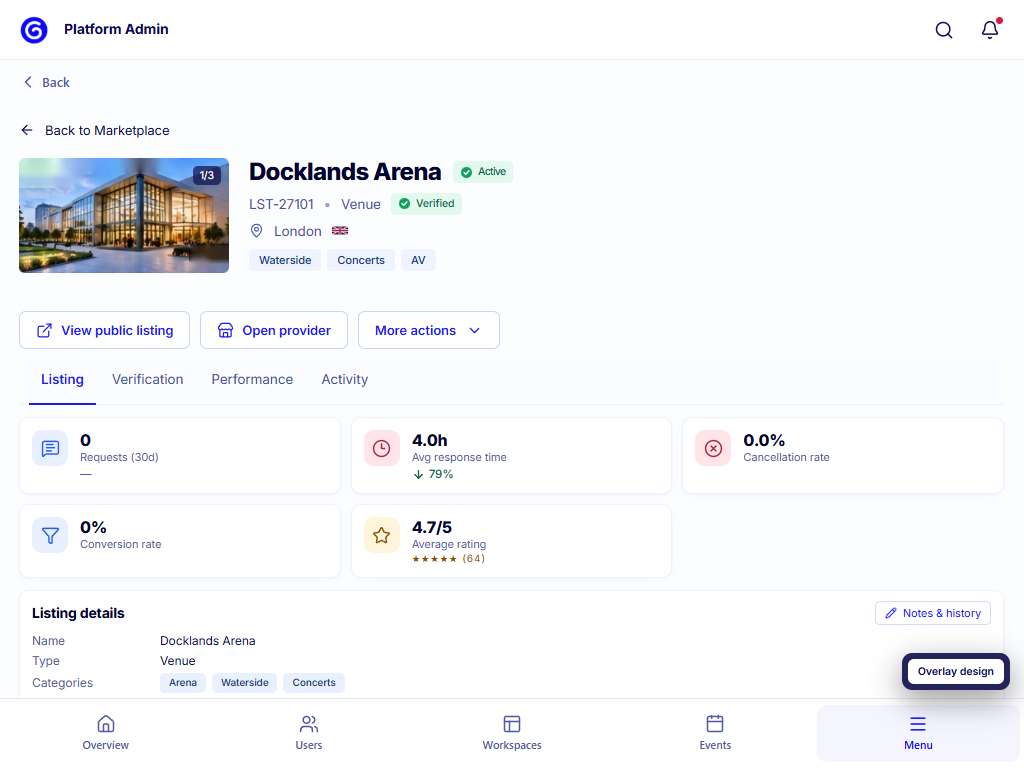 Platform Admin
Back
Back to Marketplace
1/3
Docklands Arena
Active
LST-27101 • Venue
Verified
London
Waterside
Concerts
AV
View public listing
Open provider
More actions
Listing
Verification
Performance
Activity
0
Requests (30d)
—
4.0h
Avg response time
↓ 79%
0.0%
Cancellation rate
0%
Conversion rate
4.7/5
Average rating
★★★★★ (64)
Listing details
Notes & history
Name Docklands Arena
Type Venue
Categories Arena Waterside Concerts
Overlay design
Overview
Users
Workspaces
Events
Menu